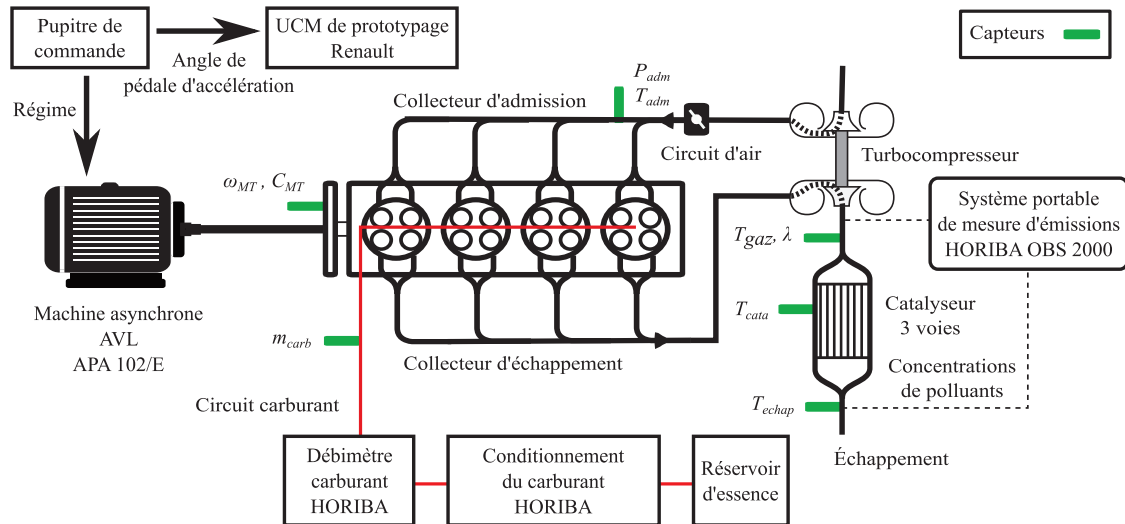 Pupitre de
commande
UCM de prototypage
Renault
Capteurs
Angle de
pédale d'accélération
Régime
P_adm
T_adm
Collecteur d'admission
Circuit d'air
Turbocompresseur
ω_MT , C_MT
Système portable
de mesure d'émissions
HORIBA OBS 2000
T_gaz, λ
Machine asynchrone
AVL
APA 102/E
T_cata
Catalyseur
3 voies
m_carb
Collecteur d'échappement
Concentrations
de polluants
Circuit carburant
T_echap
Échappement
Débimètre
carburant
HORIBA
Conditionnement
du carburant
HORIBA
Réservoir
d'essence